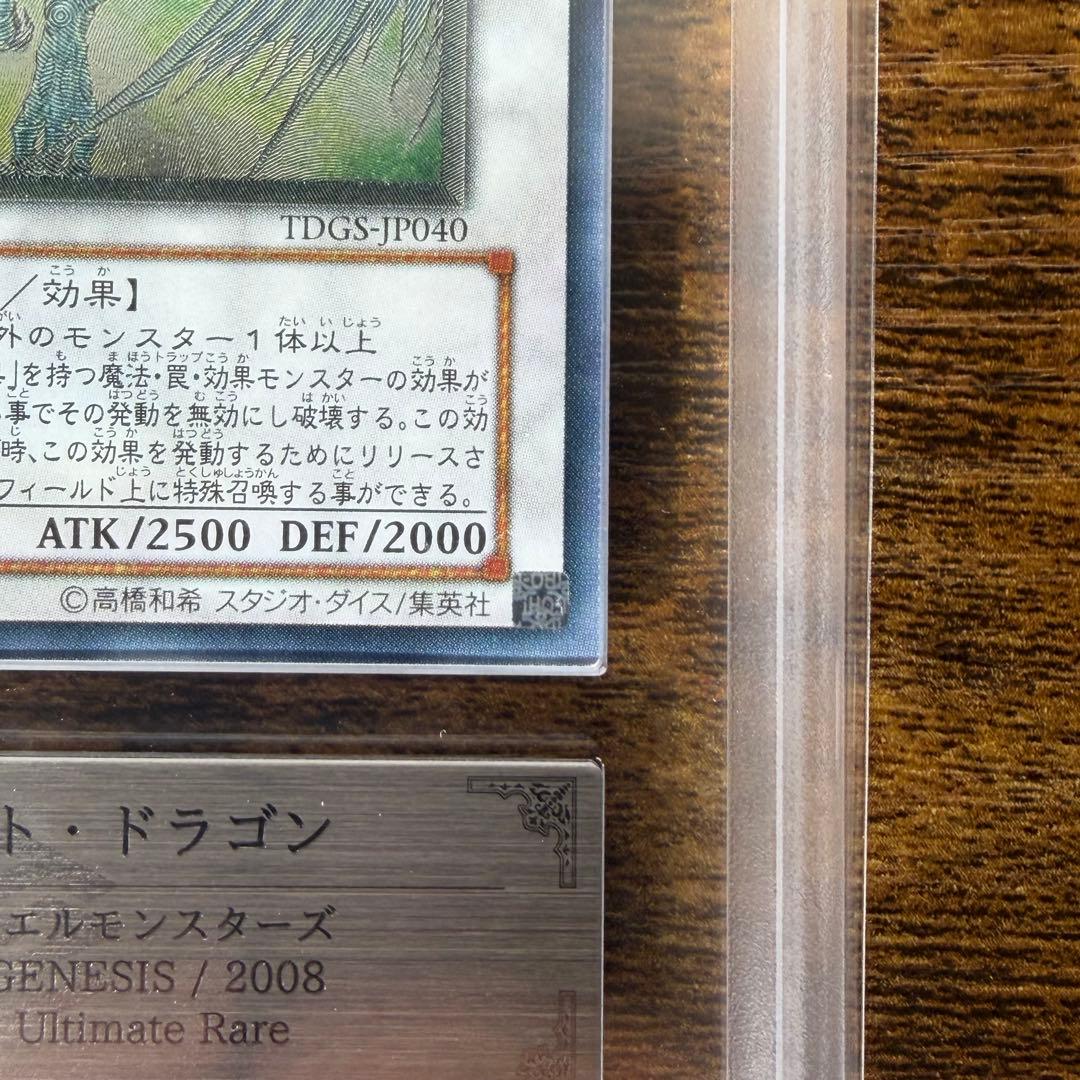 TDGS-JP040
／効果】
外のモンスター1体以上
」を持つ魔法・罠・効果モンスターの効果が
事でその発動を無効にし破壊する。この効
時、この効果を発動するためにリリースさ
フィールド上に特殊召喚する事ができる。
ATK/2500 DEF/2000
©高橋和希 スタジオ・ダイス/集英社
ト・ドラゴン
エルモンスターズ
GENESIS / 2008
Ultimate Rare